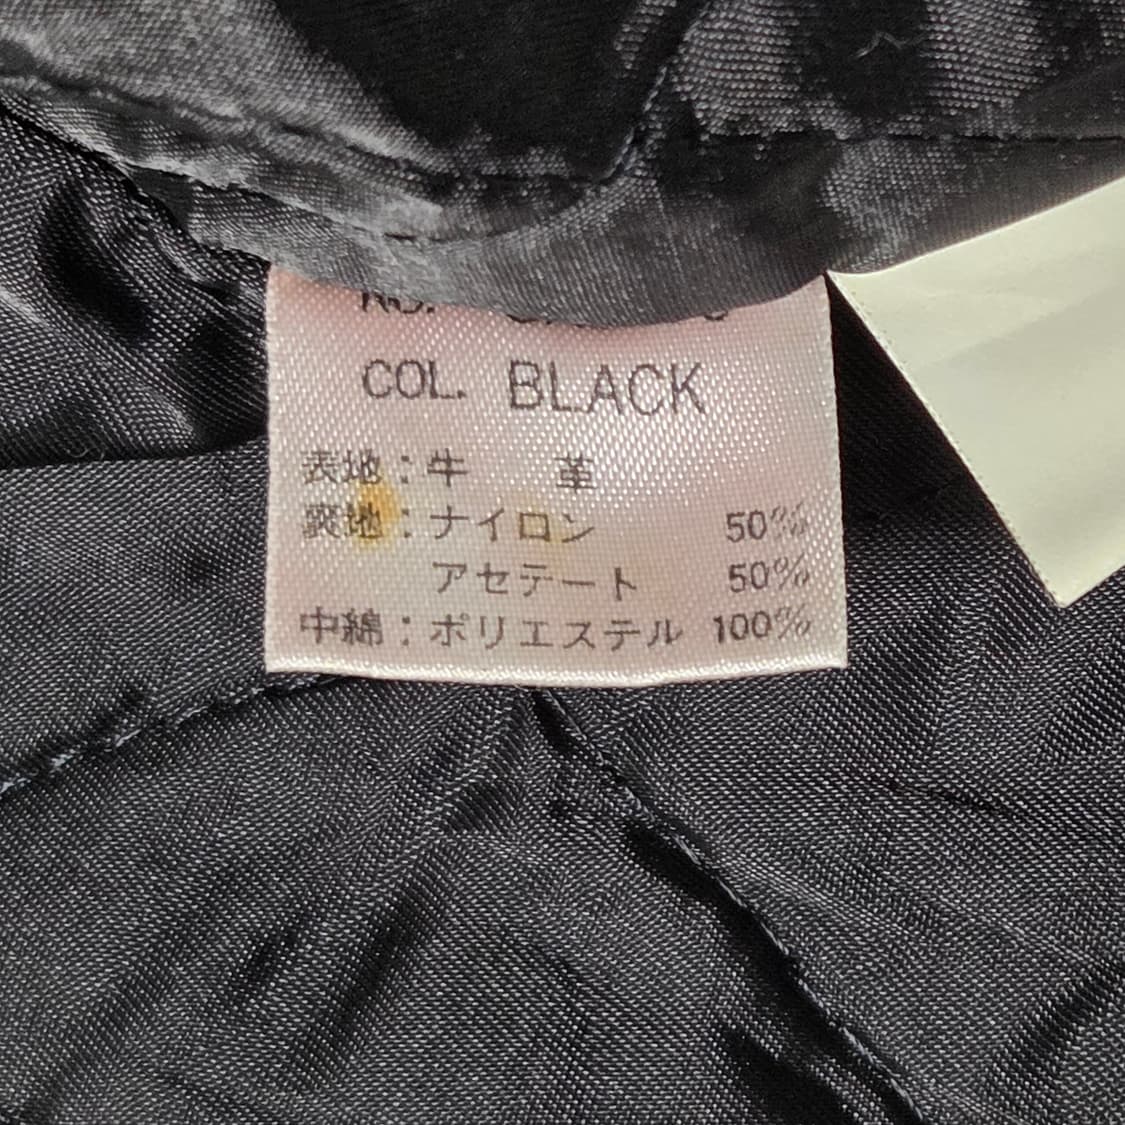 NO.
COL. BLACK
表地:牛 革
裏地:ナイロン 50%
アセテート 50%
中綿:ポリエステル 100%